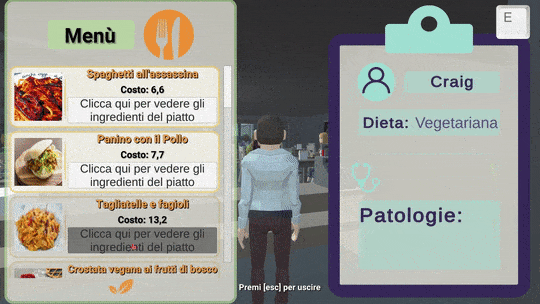 Menù
Spaghetti all'assassina
Costo: 6,6
Clicca qui per vedere gli
ingredienti del piatto
Panino con il Pollo
Costo: 7,7
Clicca qui per vedere gli
ingredienti del piatto
Tagliatelle e fagioli
Costo: 13,2
Clicca qui per vedere gli
ingredienti del piatto
Crostata vegana ai frutti di bosco
E
Craig
Dieta: Vegetariana
Patologie:
Premi [esc] per uscire